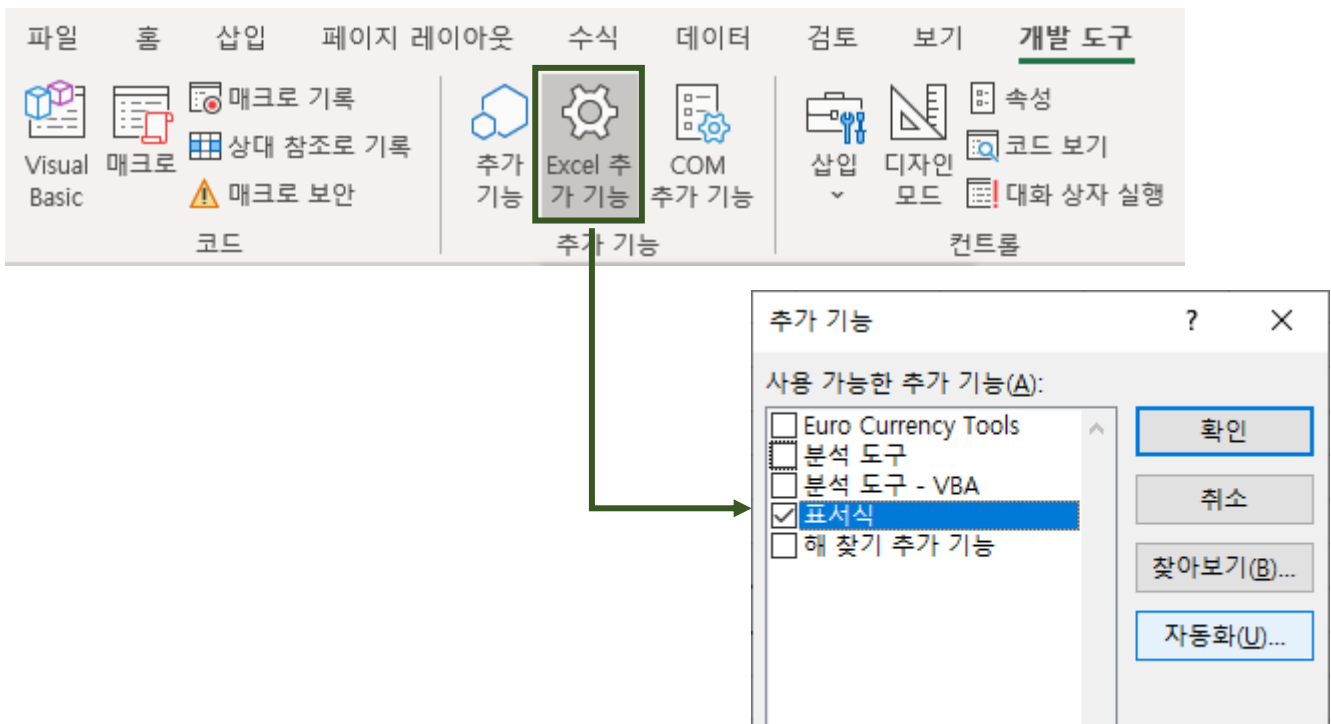 파일 홈 삽입 페이지 레이아웃 수식 데이터 검토 보기 개발 도구
Visual
Basic
매크로
매크로 기록
상대 참조로 기록
매크로 보안
코드
추가
기능
Excel 추
가 기능
COM
추가 기능
추가 기능
삽입
디자인
모드
속성
코드 보기
대화 상자 실행
컨트롤
추가 기능 ?
사용 가능한 추가 기능(A):
Euro Currency Tools
분석 도구
분석 도구 - VBA
표서식
해 찾기 추가 기능
확인
취소
찾아보기(B)...
자동화(U)...